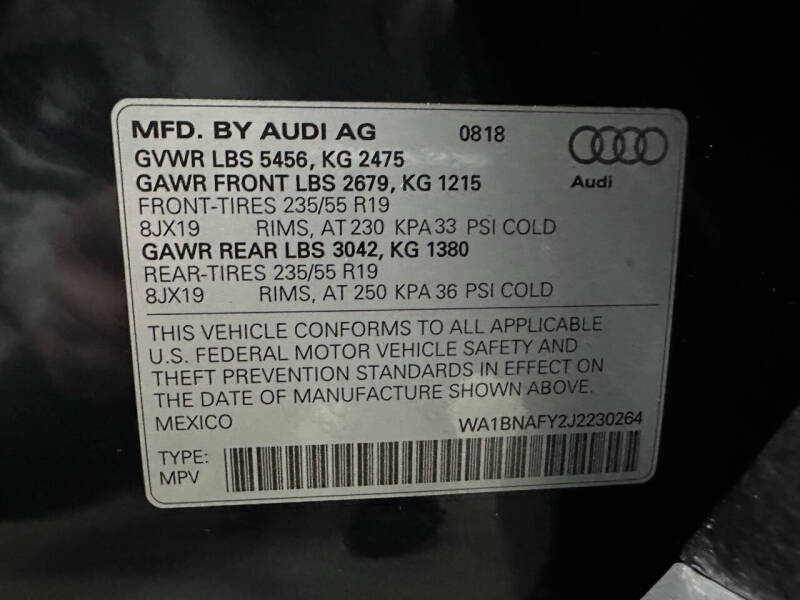 MFD. BY AUDI AG 0818
GVWR LBS 5456, KG 2475
GAWR FRONT LBS 2679, KG 1215
FRONT-TIRES 235/55 R19
8JX19 RIMS, AT 230 KPA 33 PSI COLD
GAWR REAR LBS 3042, KG 1380
REAR-TIRES 235/55 R19
8JX19 RIMS, AT 250 KPA 36 PSI COLD
Audi
THIS VEHICLE CONFORMS TO ALL APPLICABLE
U.S. FEDERAL MOTOR VEHICLE SAFETY AND
THEFT PREVENTION STANDARDS IN EFFECT ON
THE DATE OF MANUFACTURE SHOWN ABOVE.
MEXICO WA1BNAFY2J2230264
TYPE:
MPV